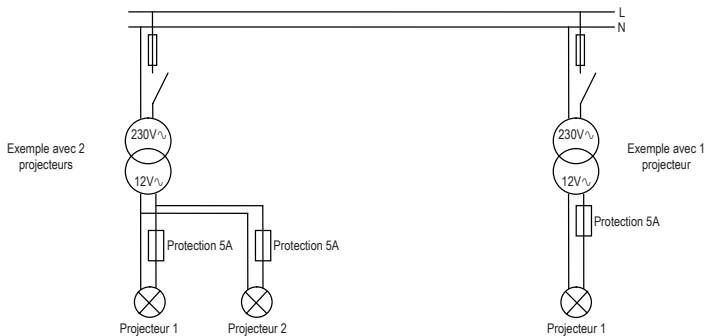 L
N
230V∿
230V∿
Exemple avec 2
projecteurs
Exemple avec 1
projecteur
12V∿
12V∿
Protection 5A
Protection 5A
Protection 5A
Projecteur 1
Projecteur 2
Projecteur 1